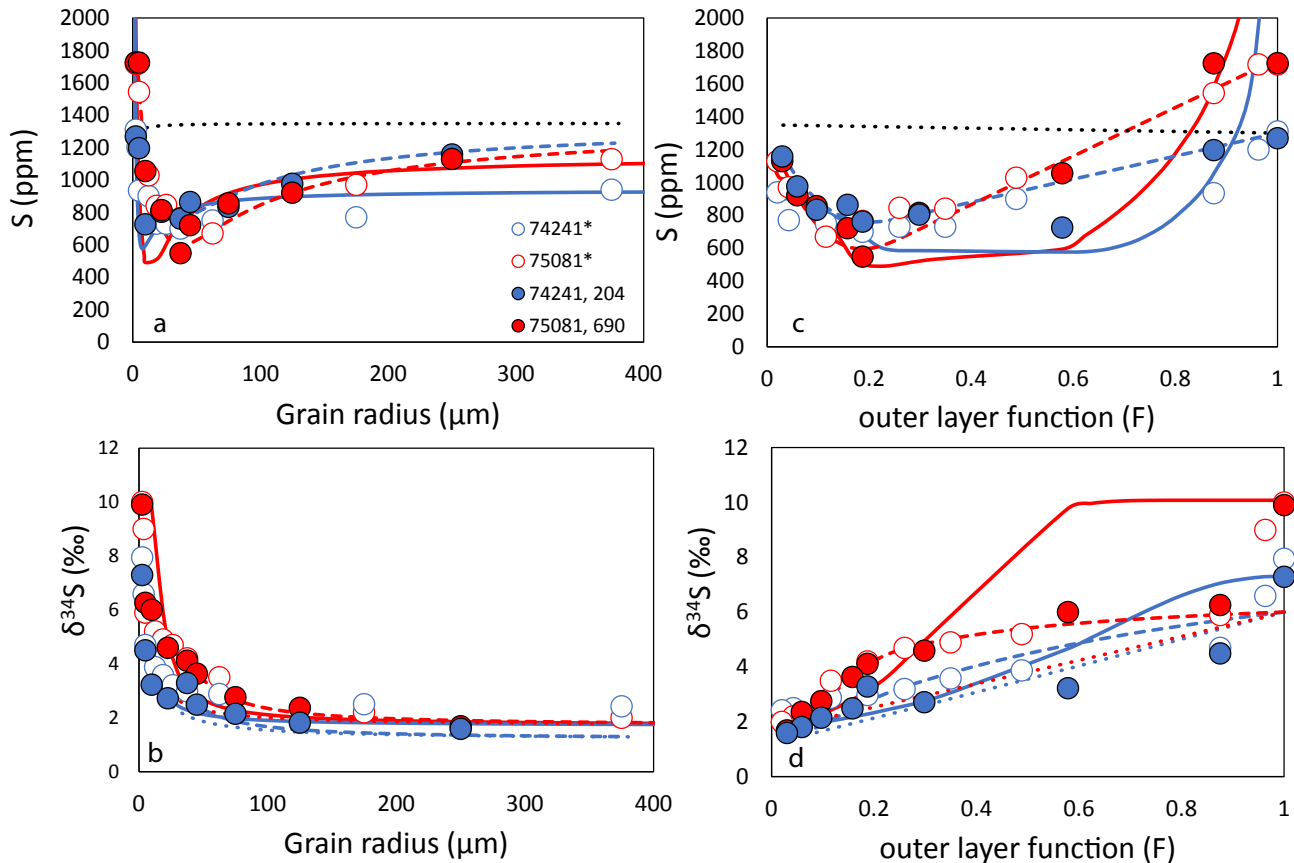 2000
1800
1600
1400
1200
1000
800
600
400
200
0
S (ppm)
a
74241*
75081*
74241, 204
75081, 690
0 100 200 300 400
Grain radius (μm)
2000
1800
1600
1400
1200
1000
800
600
400
200
0
S (ppm)
c
0 0.2 0.4 0.6 0.8 1
outer layer function (F)
12
10
8
6
4
2
0
δ³⁴S (‰)
b
0 100 200 300 400
Grain radius (μm)
12
10
8
6
4
2
0
δ³⁴S (‰)
d
0 0.2 0.4 0.6 0.8 1
outer layer function (F)